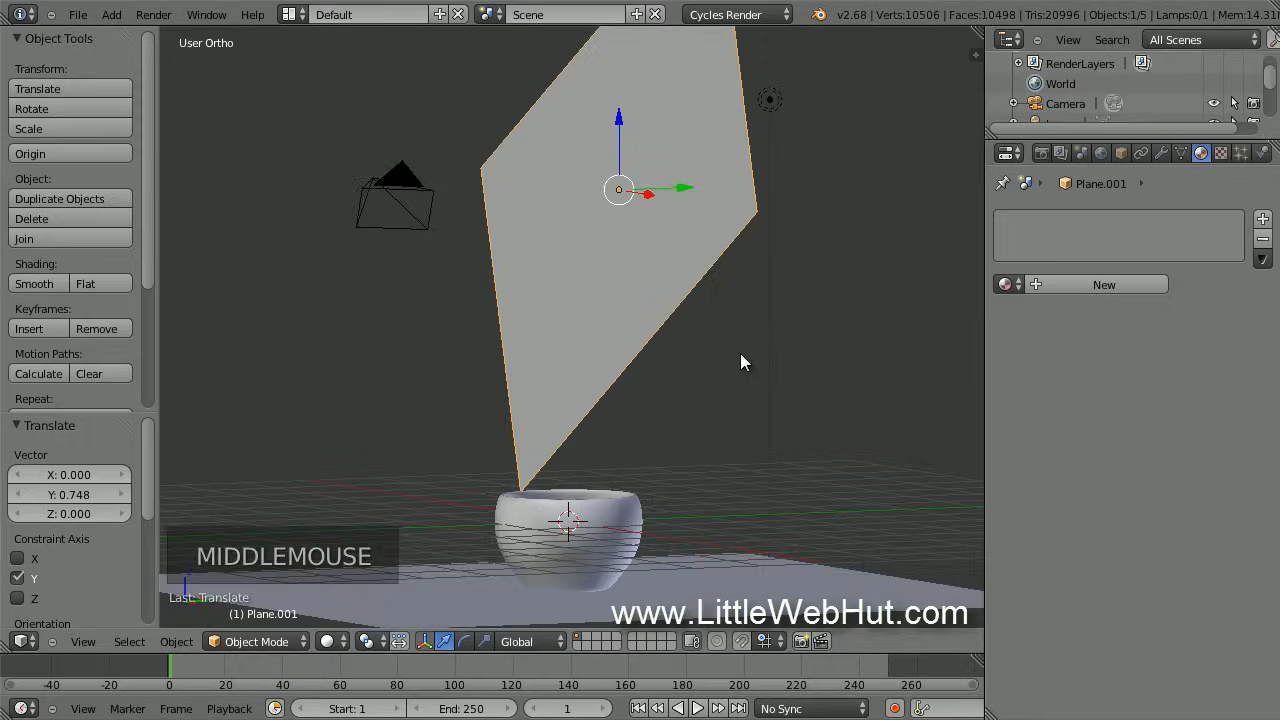 File Add Render Window Help Default Scene Cycles Render v2.68 | Verts:10506 | Faces:10498 | Tris:20996 | Objects:1/5 | Lamps:0/1 | Mem:14.31
Object Tools
Transform:
Translate
Rotate
Scale
Origin
Object:
Duplicate Objects
Delete
Join
Shading:
Smooth Flat
Keyframes:
Insert Remove
Motion Paths:
Calculate Clear
Repeat:
Translate
Vector
X: 0.000
Y: 0.748
Z: 0.000
Constraint Axis
X
Y
Z
Orientation
User Ortho
MIDDLEMOUSE
Last: Translate
(1) Plane.001
www.LittleWebHut.com
View Select Object Object Mode Global
View Search All Scenes
RenderLayers
World
Camera
Plane.001
New
-40 -20 0 20 40 60 80 100 120 140 160 180 200 220 240 260
View Marker Frame Playback Start: 1 End: 250 1 No Sync